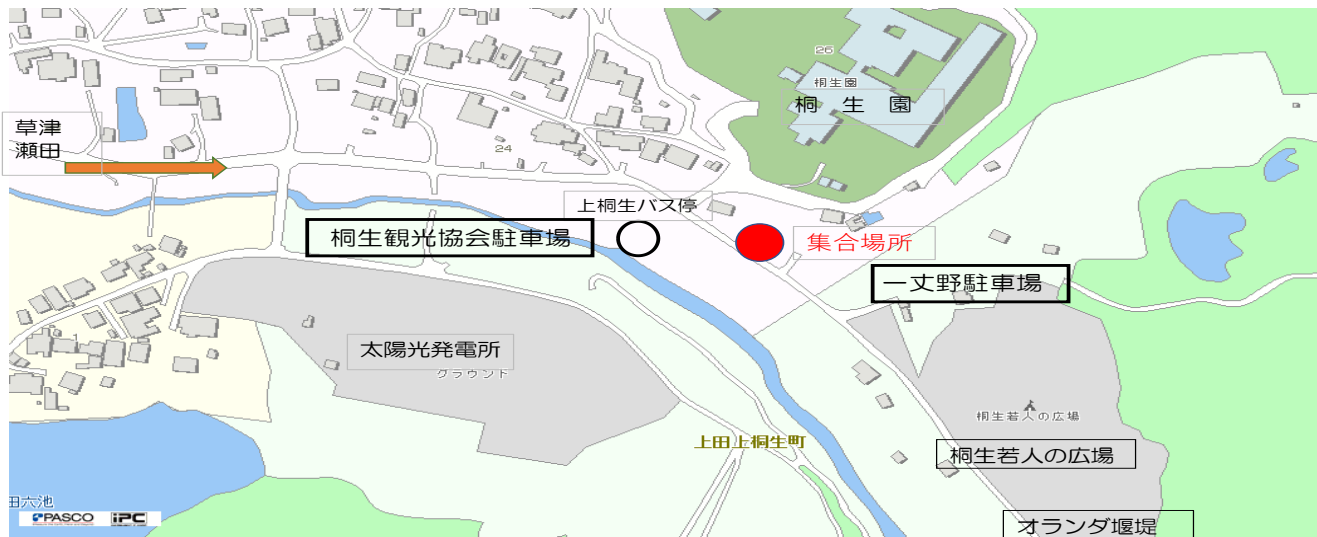 26
桐生園
桐 生 園
草津
瀬田
24
上桐生バス停
桐生観光協会駐車場
集合場所
一丈野駐車場
太陽光発電所
グラウンド
桐生若人の広場
上田上桐生町
桐生若人の広場
田六池
PASCO iPC
オランダ堰堤